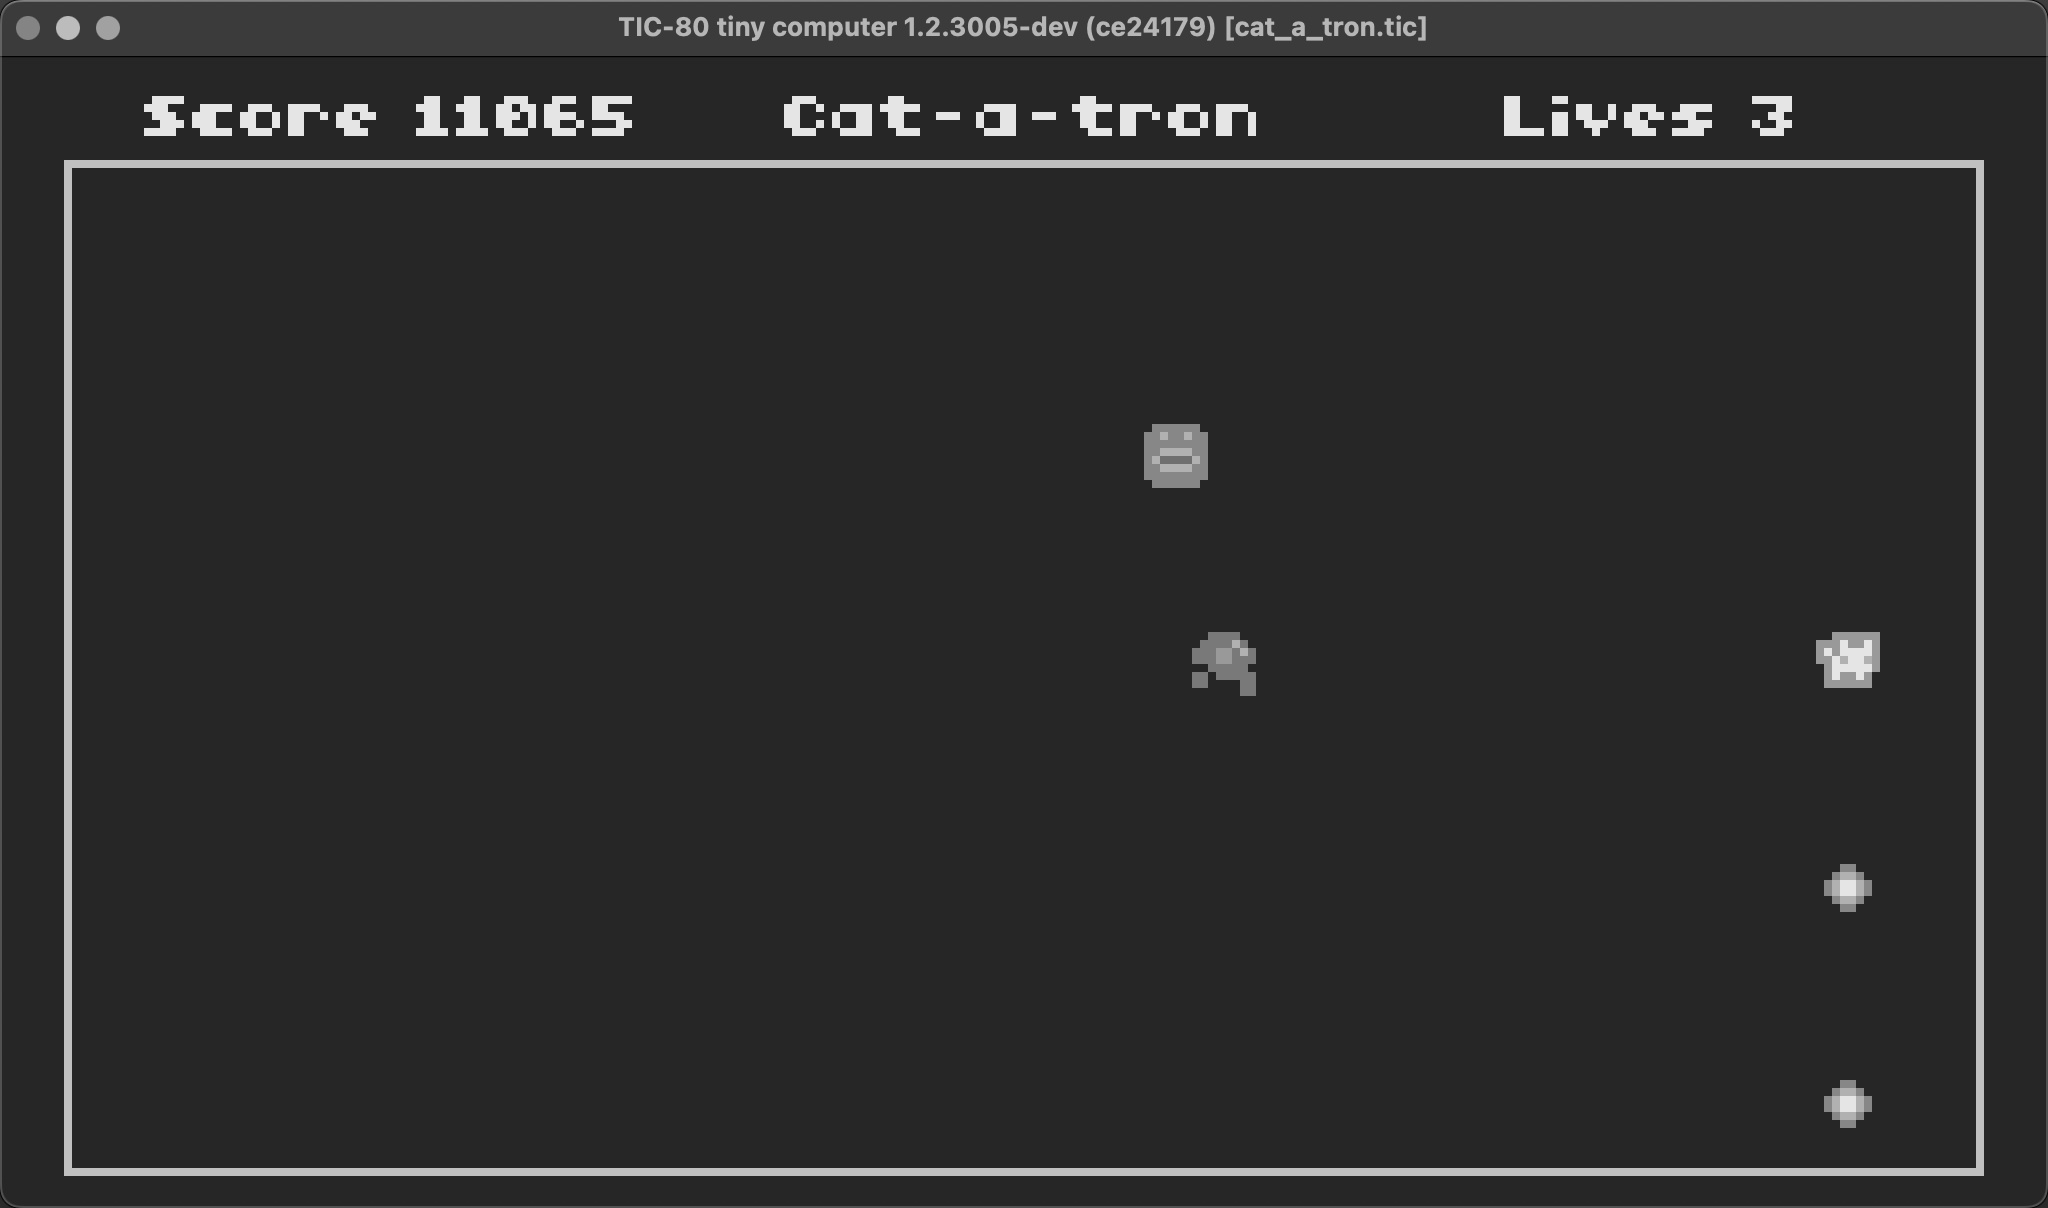 TIC-80 tiny computer 1.2.3005-dev (ce24179) [cat_a_tron.tic]
Score 11065 Cat-a-tron Lives 3